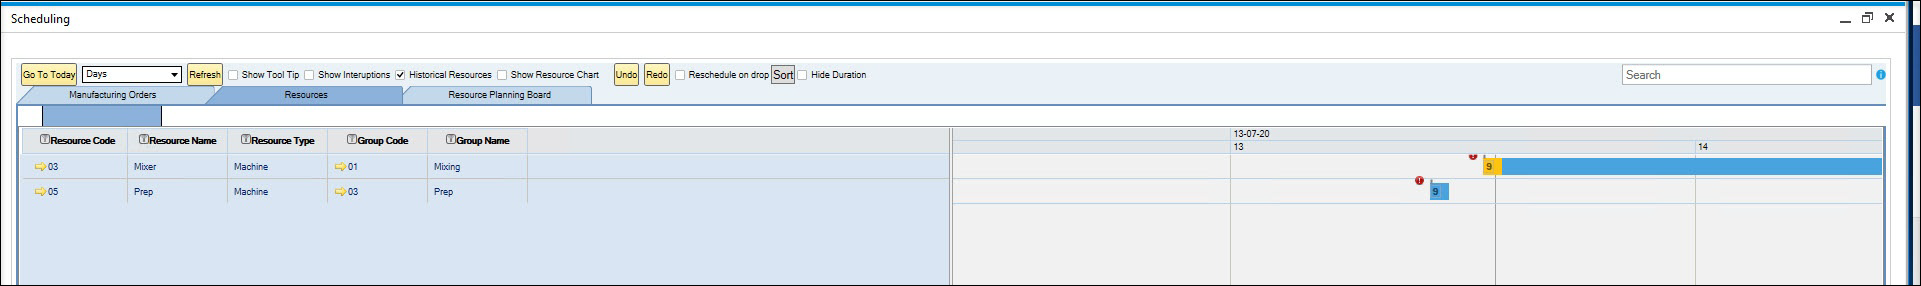 Scheduling
Go To Today Days Refresh Show Tool Tip Show Interuptions Historical Resources Show Resource Chart Undo Redo Reschedule on drop Sort Hide Duration Search
Manufacturing Orders Resources Resource Planning Board
Resource Code Resource Name Resource Type Group Code Group Name 13-07-20
13 14
03 Mixer Machine 01 Mixing 9
05 Prep Machine 03 Prep 9